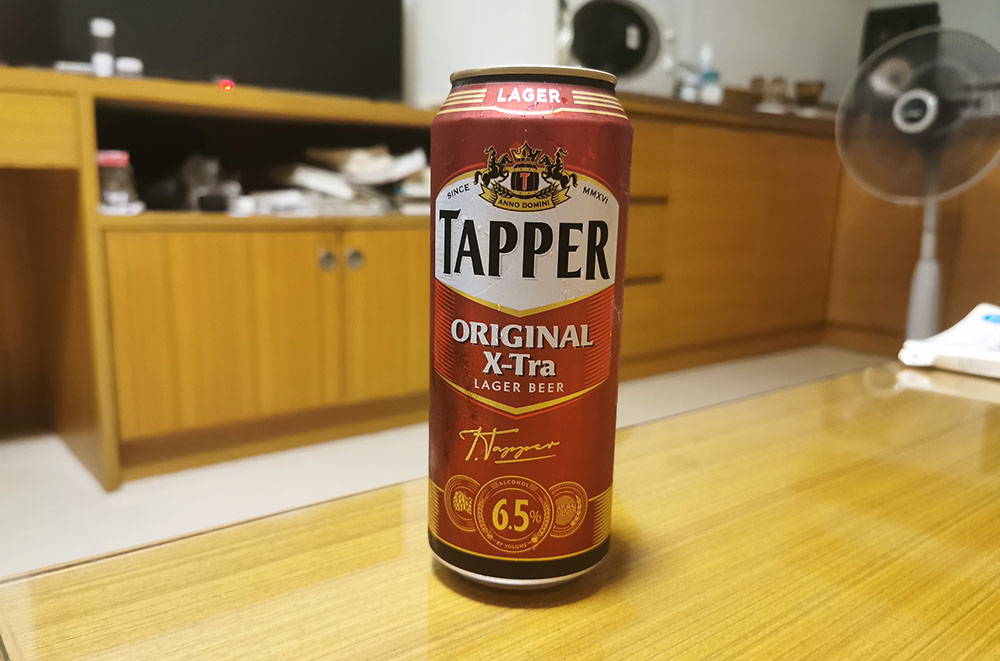 LAGER
T
SINCE
MMXVI
ANNO DOMINI
TAPPER
ORIGINAL
X-Tra
LAGER BEER
T.Tapper
ALCOHOL
6.5%
BY VOLUME